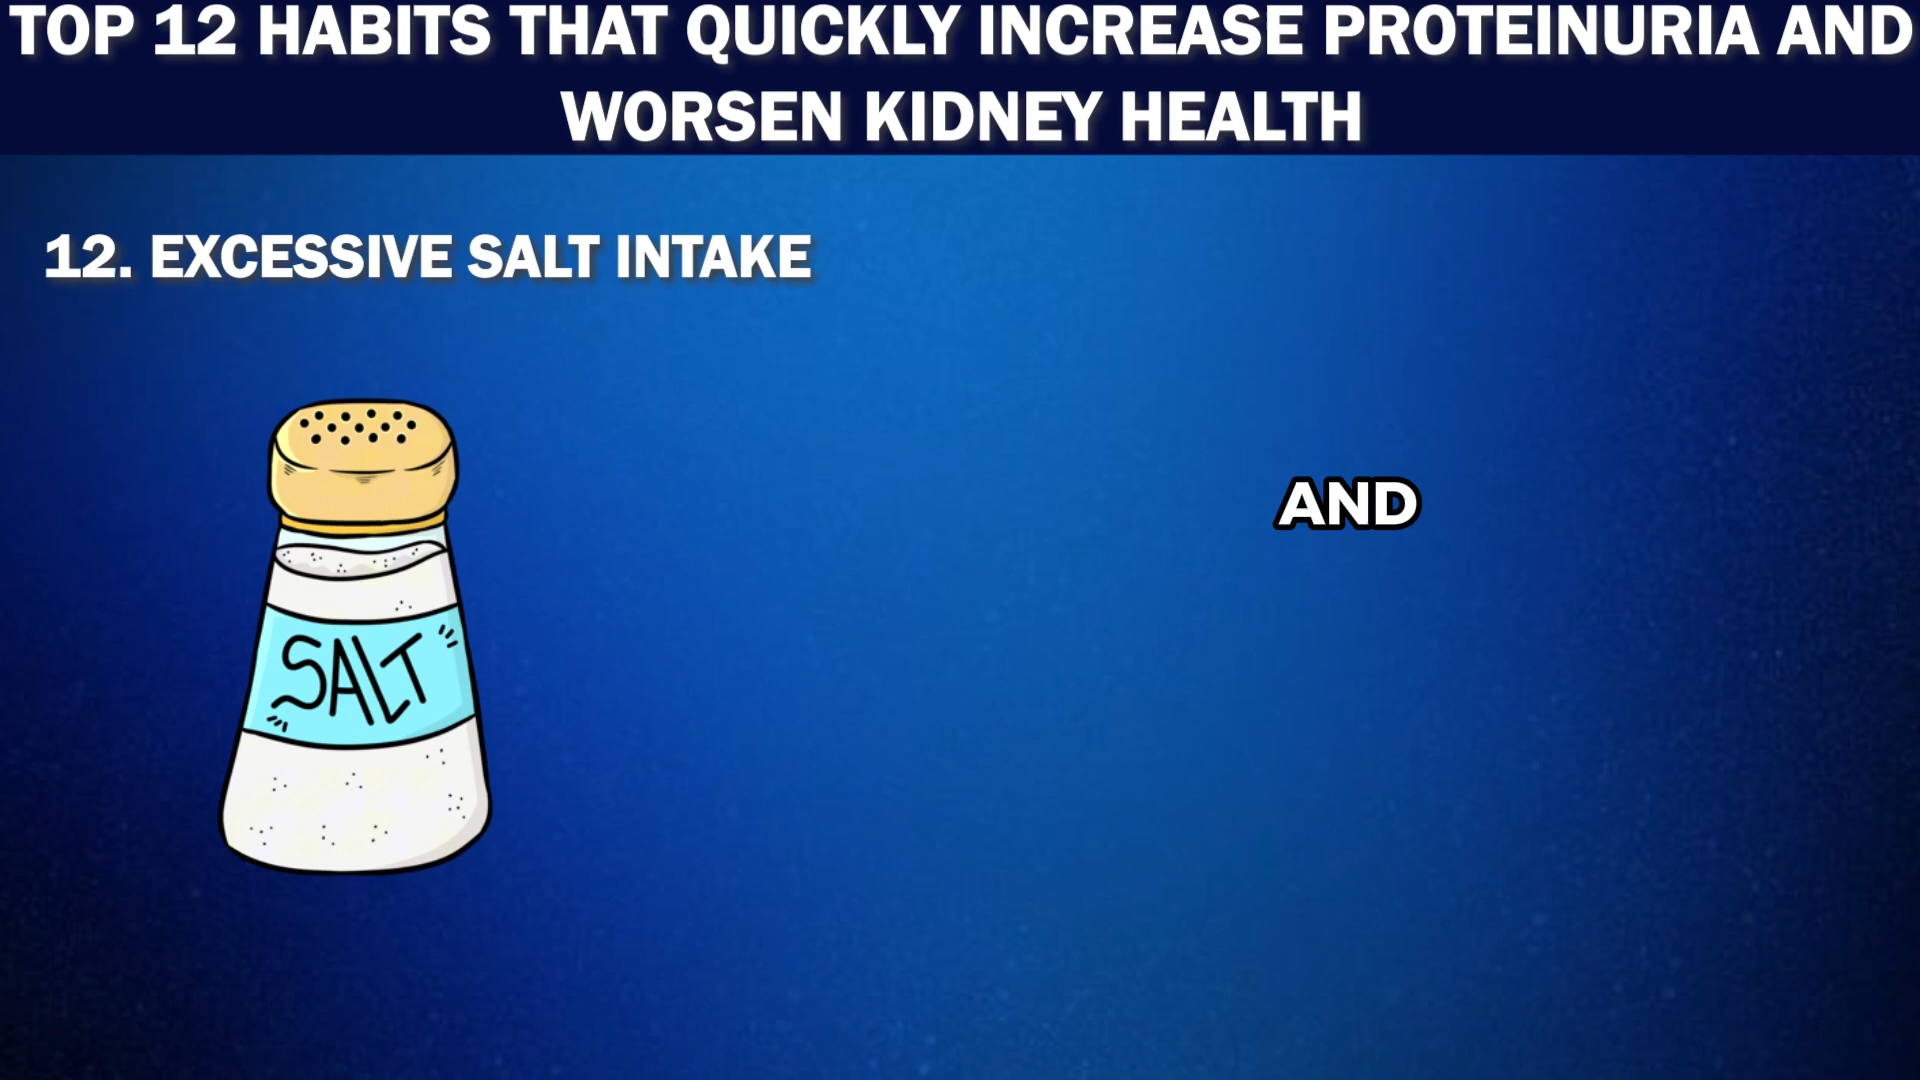 TOP 12 HABITS THAT QUICKLY INCREASE PROTEINURIA AND
WORSEN KIDNEY HEALTH
12. EXCESSIVE SALT INTAKE
AND
SALT